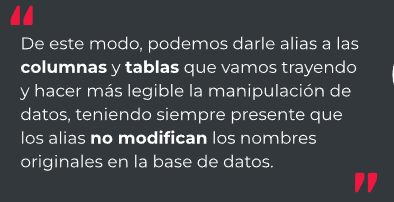 De este modo, podemos darle alias a las
columnas y tablas que vamos trayendo
y hacer más legible la manipulación de
datos, teniendo siempre presente que
los alias no modifican los nombres
originales en la base de datos.